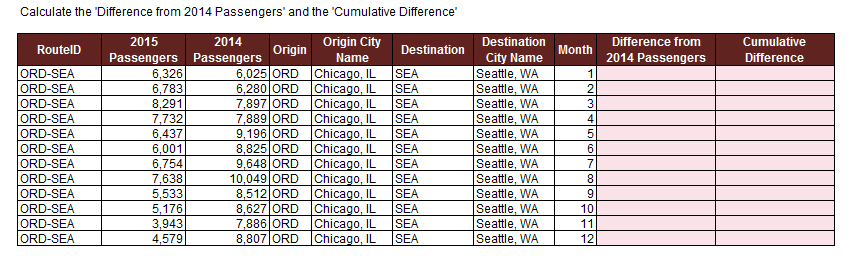 Calculate the 'Difference from 2014 Passengers' and the 'Cumulative Difference'
RouteID 2015 Passengers 2014 Passengers Origin Origin City Name Destination Destination City Name Month Difference from 2014 Passengers Cumulative Difference
ORD-SEA 6,326 6,025 ORD Chicago, IL SEA Seattle, WA 1
ORD-SEA 6,783 6,280 ORD Chicago, IL SEA Seattle, WA 2
ORD-SEA 8,291 7,897 ORD Chicago, IL SEA Seattle, WA 3
ORD-SEA 7,732 7,889 ORD Chicago, IL SEA Seattle, WA 4
ORD-SEA 6,437 9,196 ORD Chicago, IL SEA Seattle, WA 5
ORD-SEA 6,001 8,825 ORD Chicago, IL SEA Seattle, WA 6
ORD-SEA 6,754 9,648 ORD Chicago, IL SEA Seattle, WA 7
ORD-SEA 7,638 10,049 ORD Chicago, IL SEA Seattle, WA 8
ORD-SEA 5,533 8,512 ORD Chicago, IL SEA Seattle, WA 9
ORD-SEA 5,176 8,627 ORD Chicago, IL SEA Seattle, WA 10
ORD-SEA 3,943 7,886 ORD Chicago, IL SEA Seattle, WA 11
ORD-SEA 4,579 8,807 ORD Chicago, IL SEA Seattle, WA 12